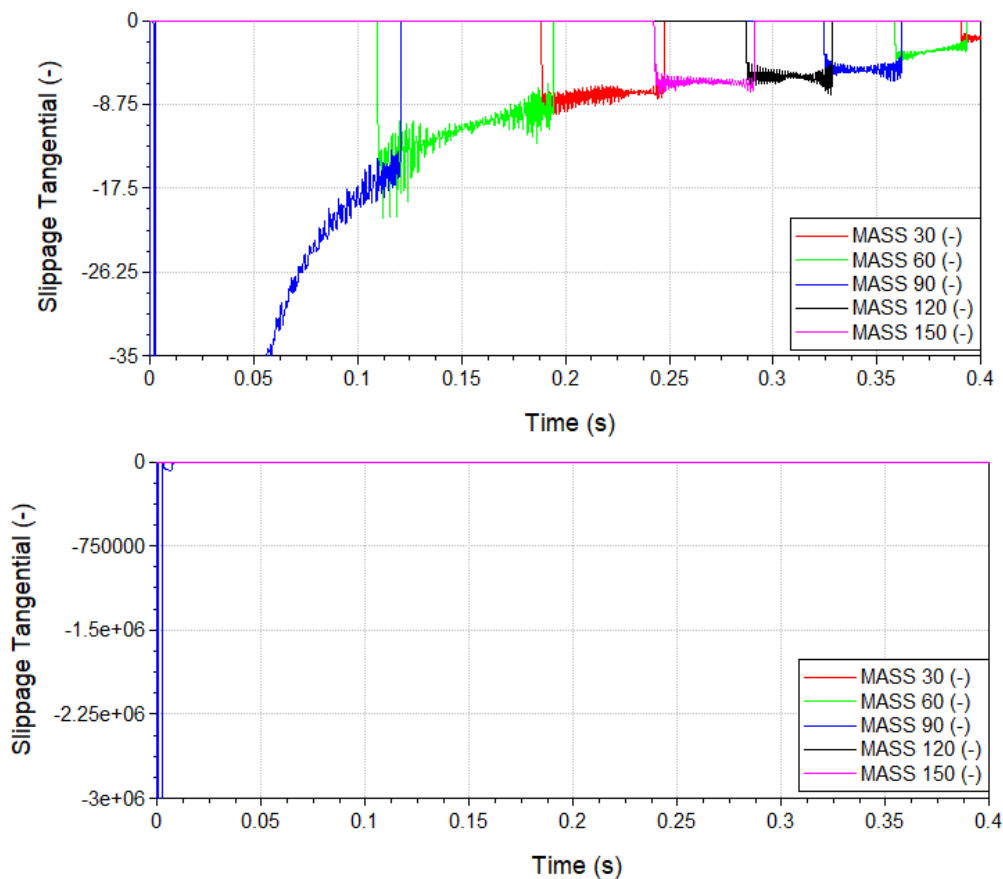 Slippage Tangential (-)
0
-8.75
-17.5
-26.25
-35
MASS 30 (-)
MASS 60 (-)
MASS 90 (-)
MASS 120 (-)
MASS 150 (-)
0 0.05 0.1 0.15 0.2 0.25 0.3 0.35 0.4
Time (s)
Slippage Tangential (-)
0
-750000
-1.5e+06
-2.25e+06
-3e+06
MASS 30 (-)
MASS 60 (-)
MASS 90 (-)
MASS 120 (-)
MASS 150 (-)
0 0.05 0.1 0.15 0.2 0.25 0.3 0.35 0.4
Time (s)